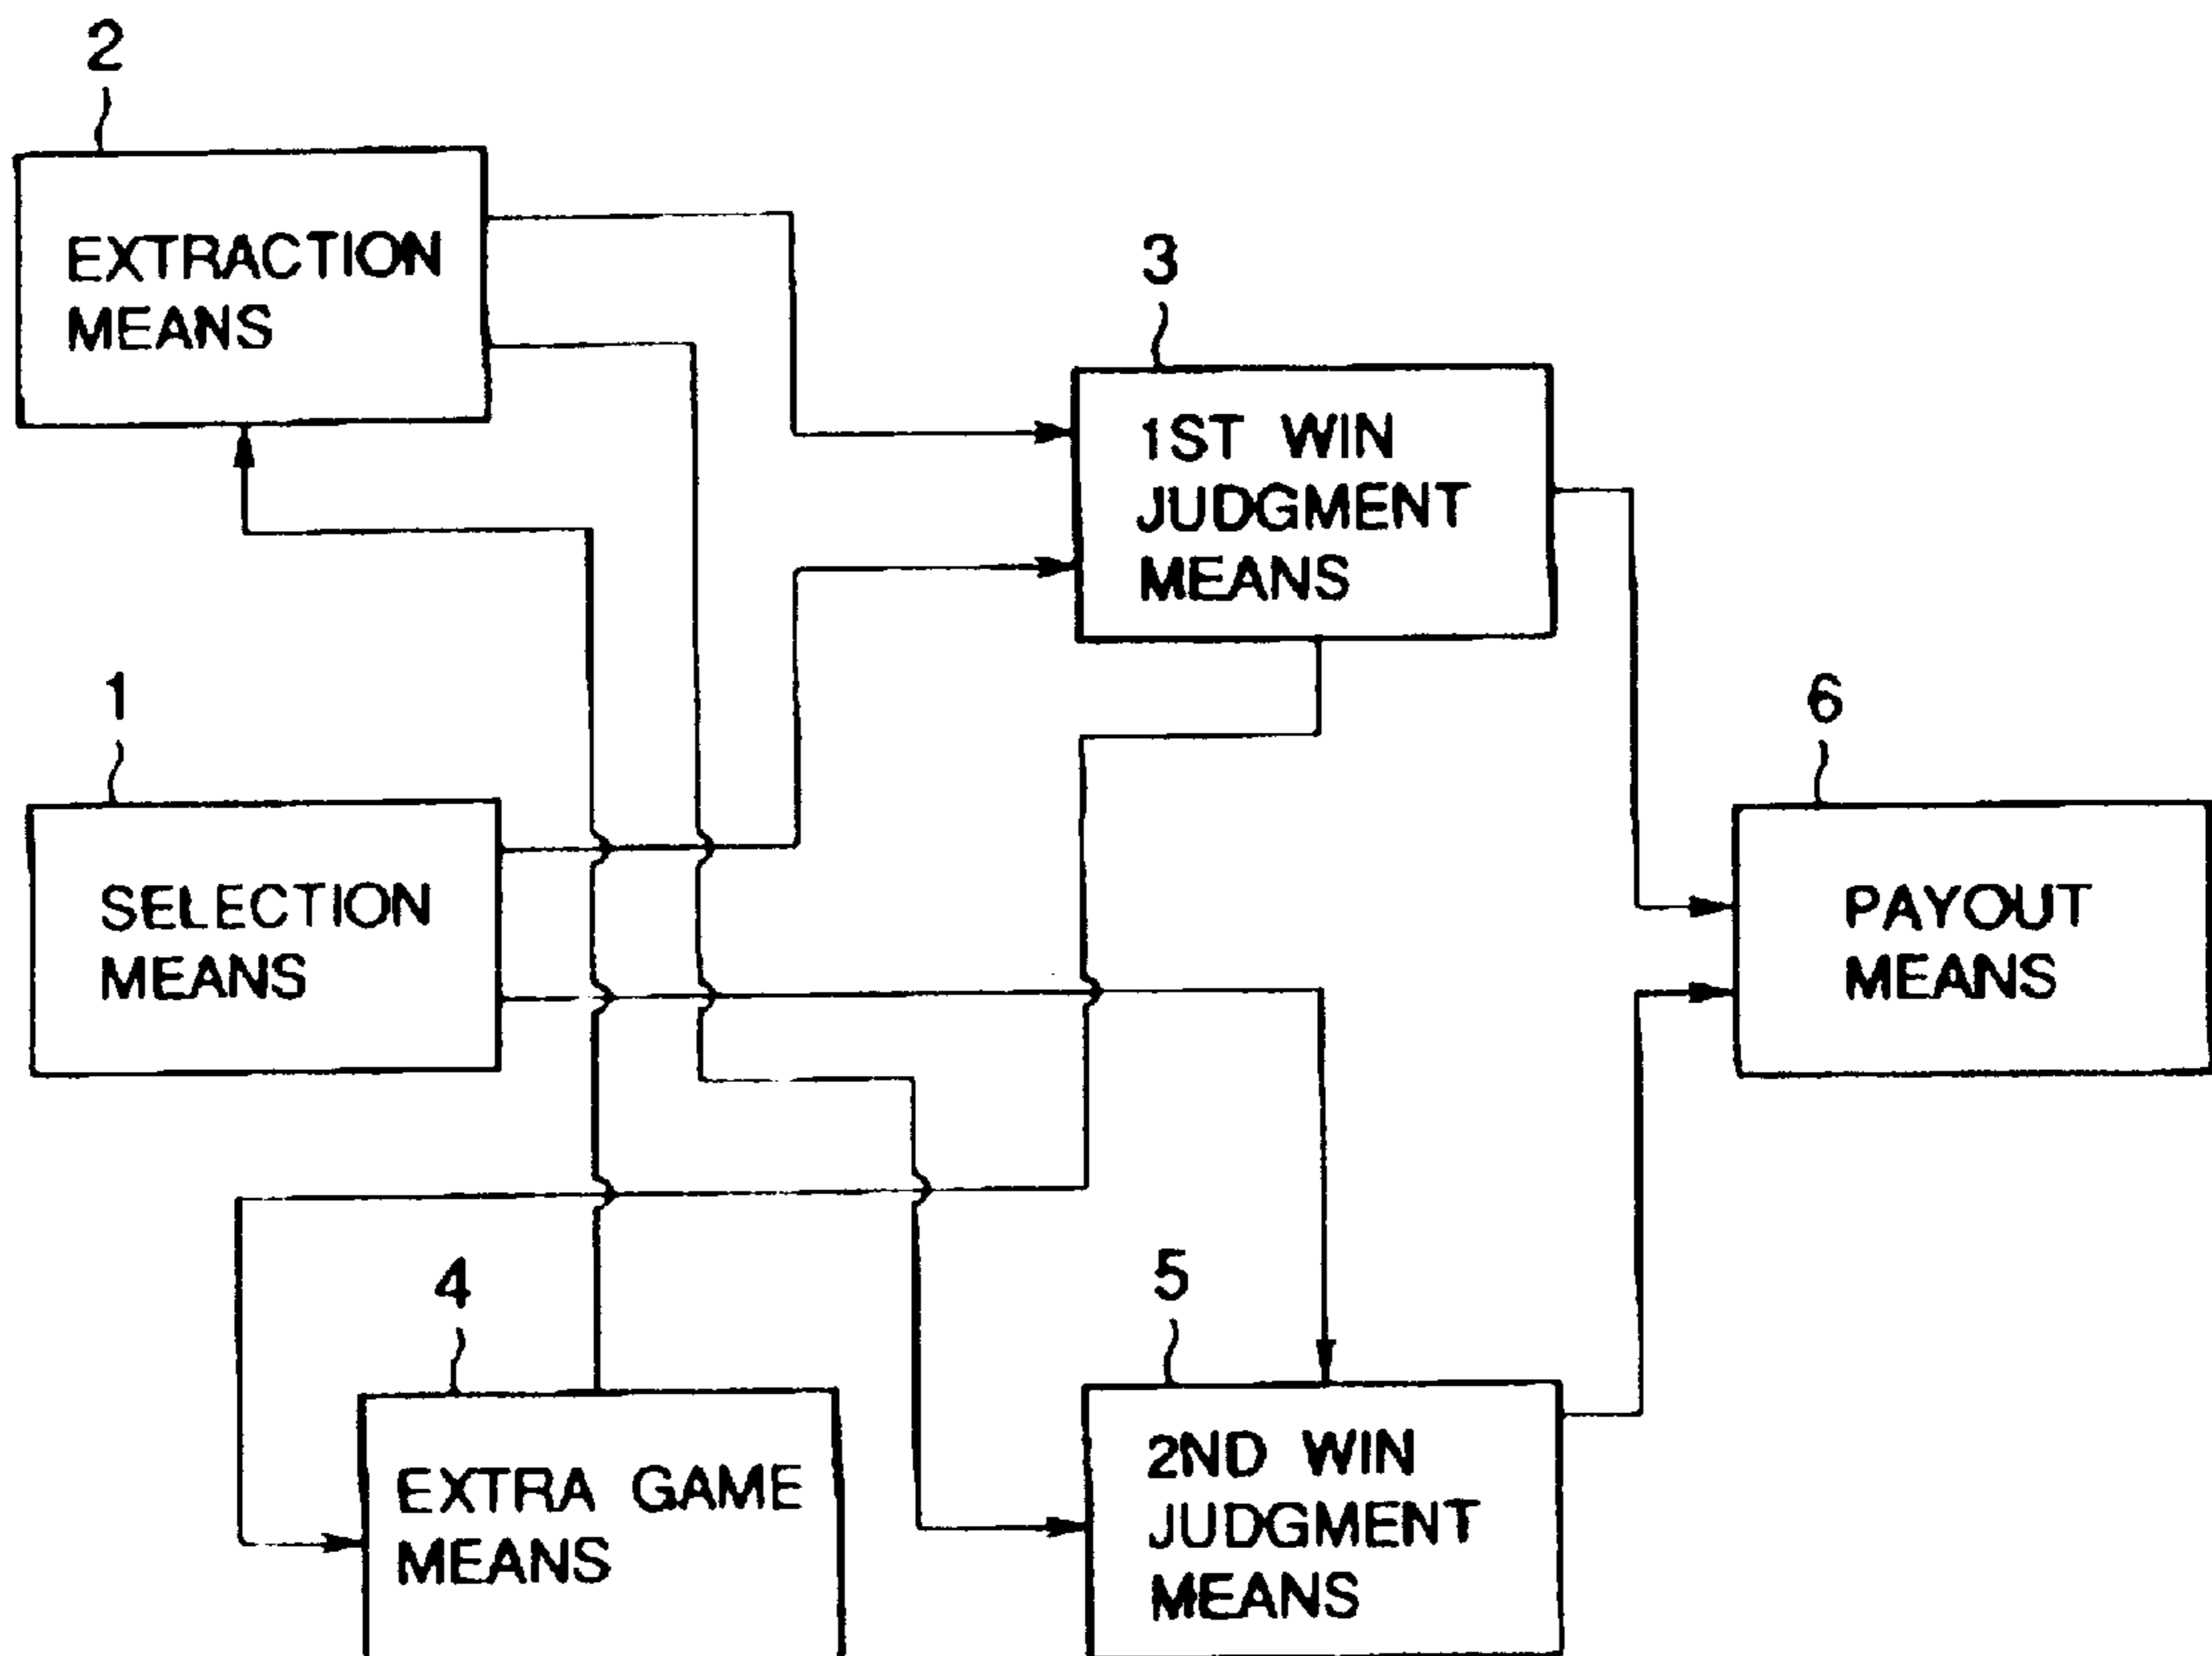 2
EXTRACTION
MEANS
3
1ST WIN
JUDGMENT
MEANS
1
SELECTION
MEANS
6
PAYOUT
MEANS
4
EXTRA GAME
MEANS
5
2ND WIN
JUDGMENT
MEANS